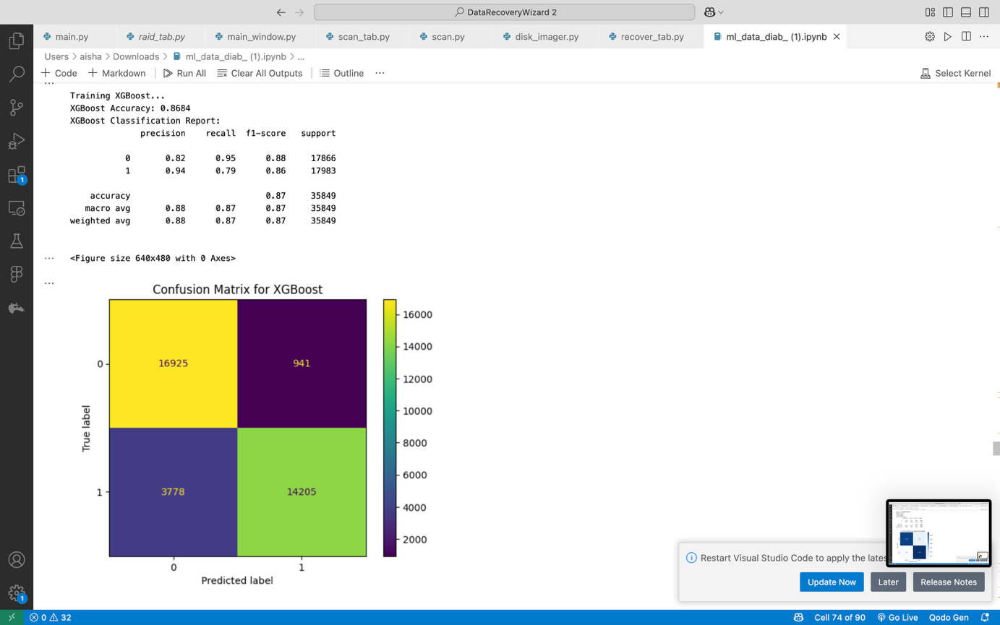 DataRecoveryWizard 2
main.py raid_tab.py main_window.py scan_tab.py scan.py disk_imager.py recover_tab.py ml_data_diab_ (1).ipynb
Users > aisha > Downloads > ml_data_diab_ (1).ipynb > ...
+ Code + Markdown Run All Clear All Outputs Outline ... Select Kernel
Training XGBoost...
XGBoost Accuracy: 0.8684
XGBoost Classification Report:
precision recall f1-score support
0 0.82 0.95 0.88 17866
1 0.94 0.79 0.86 17983
accuracy 0.87 35849
macro avg 0.88 0.87 0.87 35849
weighted avg 0.88 0.87 0.87 35849
<Figure size 640x480 with 0 Axes>
Confusion Matrix for XGBoost
16000
14000
12000
10000
8000
6000
4000
2000
0
16925 941
True label
1
3778 14205
0 1
Predicted label
1
1
Restart Visual Studio Code to apply the lates
Update Now Later Release Notes
0 32 Cell 74 of 90 Go Live Qodo Gen